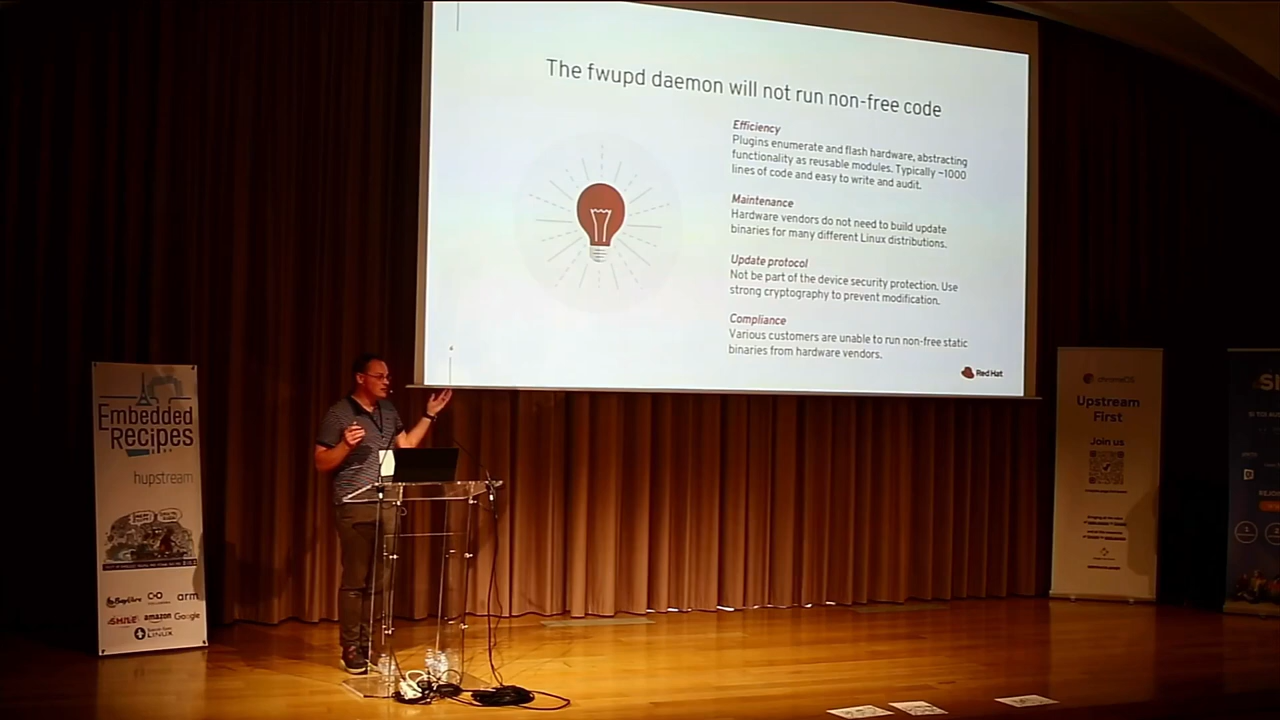 The fwupd daemon will not run non-free code
Efficiency
Plugins enumerate and flash hardware, abstracting
functionality as reusable modules. Typically ~1000
lines of code and easy to write and audit.
Maintenance
Hardware vendors do not need to build update
binaries for many different Linux distributions.
Update protocol
Not be part of the device security protection. Use
strong cryptography to prevent modification.
Compliance
Various customers are unable to run non-free static
binaries from hardware vendors.
Red Hat
Embedded
Recipes
hupstream
arm
SMILE
amazon
Google
LINUX
chromeOS
Upstream
First
Join us